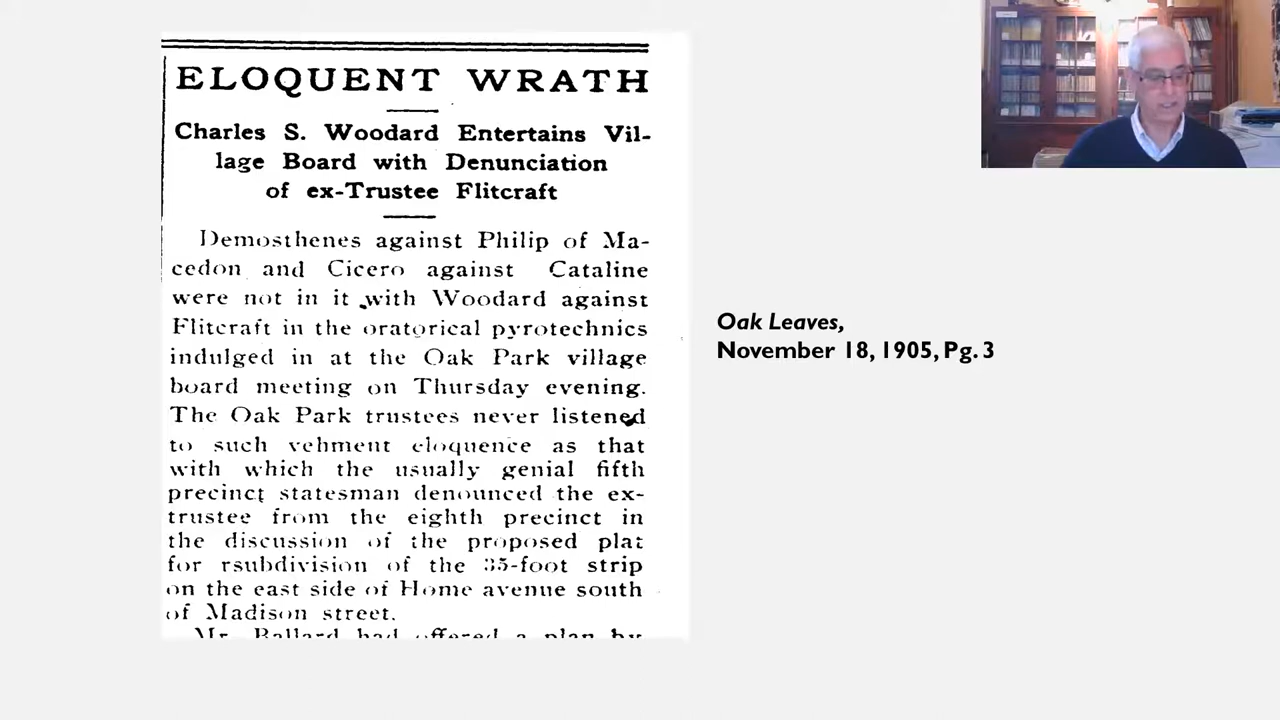 ELOQUENT WRATH
Charles S. Woodard Entertains Vil-
lage Board with Denunciation
of ex-Trustee Flitcraft
Demosthenes against Philip of Ma-
cedon and Cicero against Cataline
were not in it with Woodard against
Flitcraft in the oratorical pyrotechnics
indulged in at the Oak Park village
board meeting on Thursday evening.
The Oak Park trustees never listened
to such vehment eloquence as that
with which the usually genial fifth
precinct statesman denounced the ex-
trustee from the eighth precinct in
the discussion of the proposed plat
for rsubdivision of the 35-foot strip
on the east side of Home avenue south
of Madison street.
Mr. Ballard had offered a plan by
Oak Leaves,
November 18, 1905, Pg. 3